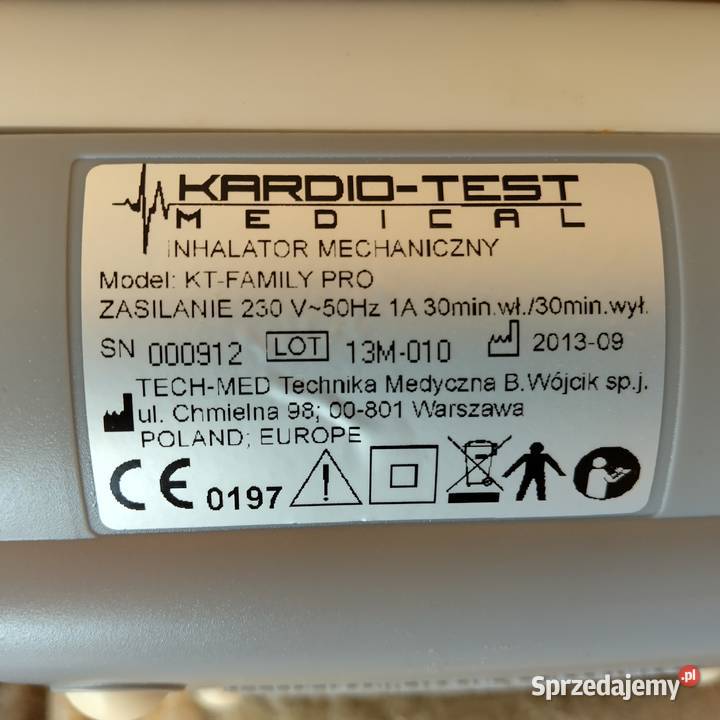 KARDIO-TEST
MEDICAL
INHALATOR MECHANICZNY
Model: KT-FAMILY PRO
ZASILANIE 230 V~50Hz 1A 30min.wł./30min.wył.
SN 000912 LOT 13M-010 2013-09
TECH-MED Technika Medyczna B.Wójcik sp.j.
ul. Chmielna 98; 00-801 Warszawa
POLAND; EUROPE
CE 0197
Sprzedajemy.pl